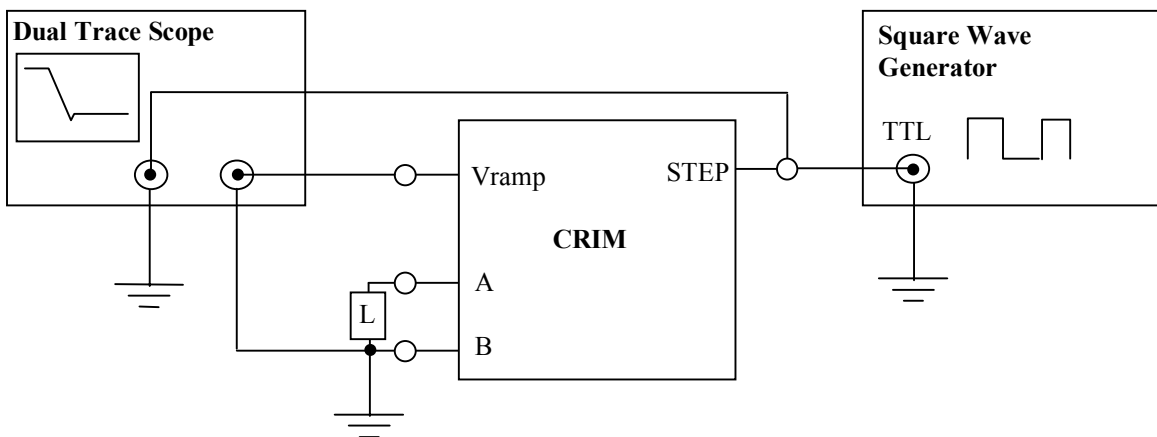 Dual Trace Scope
Square Wave
Generator
TTL
Vramp
STEP
CRIM
A
L
B